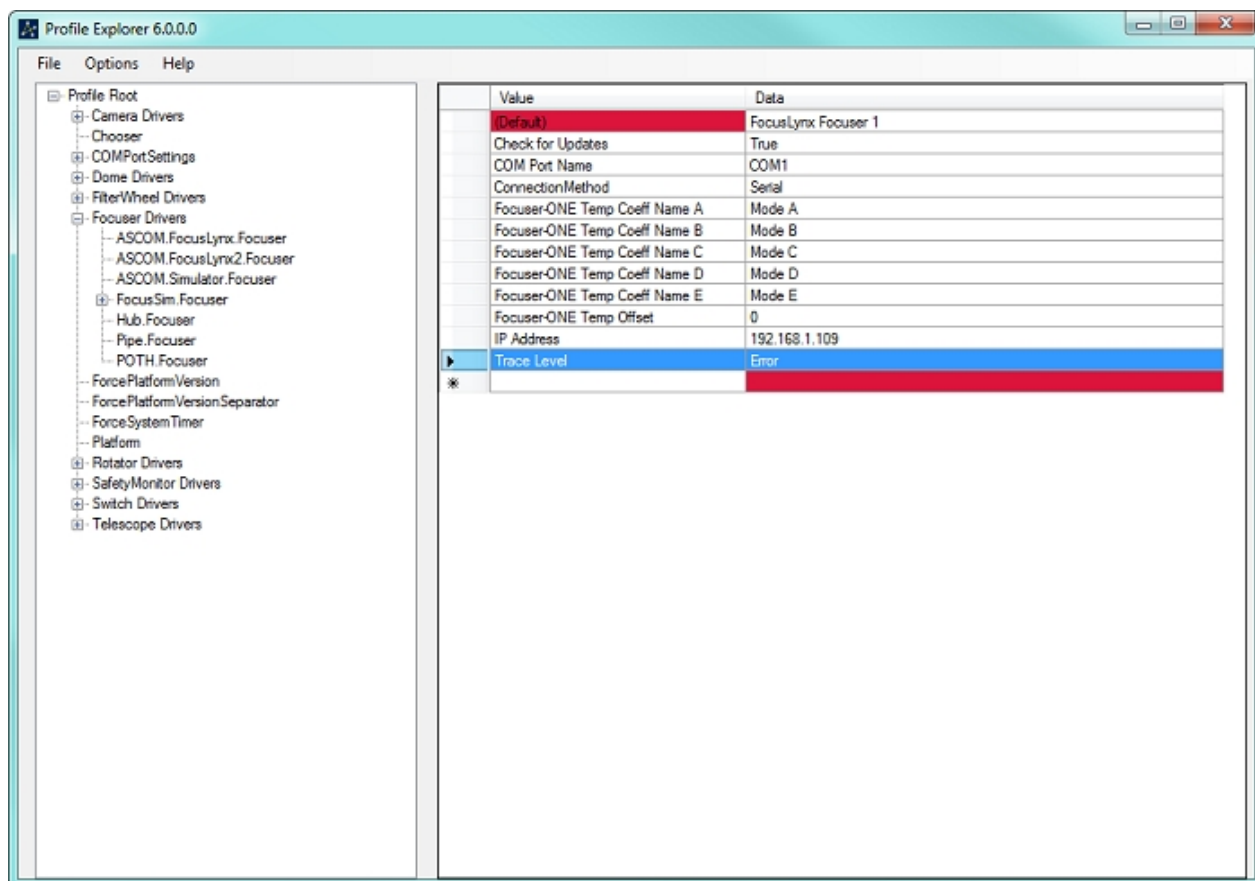 Profile Explorer 6.0.0.0
File Options Help
Profile Root
Camera Drivers
Chooser
COMPortSettings
Dome Drivers
FilterWheel Drivers
Focuser Drivers
ASCOM.FocusLynx.Focuser
ASCOM.FocusLynx2.Focuser
ASCOM.Simulator.Focuser
FocusSim.Focuser
Hub.Focuser
Pipe.Focuser
POTH.Focuser
ForcePlatformVersion
ForcePlatformVersionSeparator
ForceSystemTimer
Platform
Rotator Drivers
SafetyMonitor Drivers
Switch Drivers
Telescope Drivers
Value Data
(Default) FocusLynx Focuser 1
Check for Updates True
COM Port Name COM1
ConnectionMethod Serial
Focuser-ONE Temp Coeff Name A Mode A
Focuser-ONE Temp Coeff Name B Mode B
Focuser-ONE Temp Coeff Name C Mode C
Focuser-ONE Temp Coeff Name D Mode D
Focuser-ONE Temp Coeff Name E Mode E
Focuser-ONE Temp Offset 0
IP Address 192.168.1.109
Trace Level Error